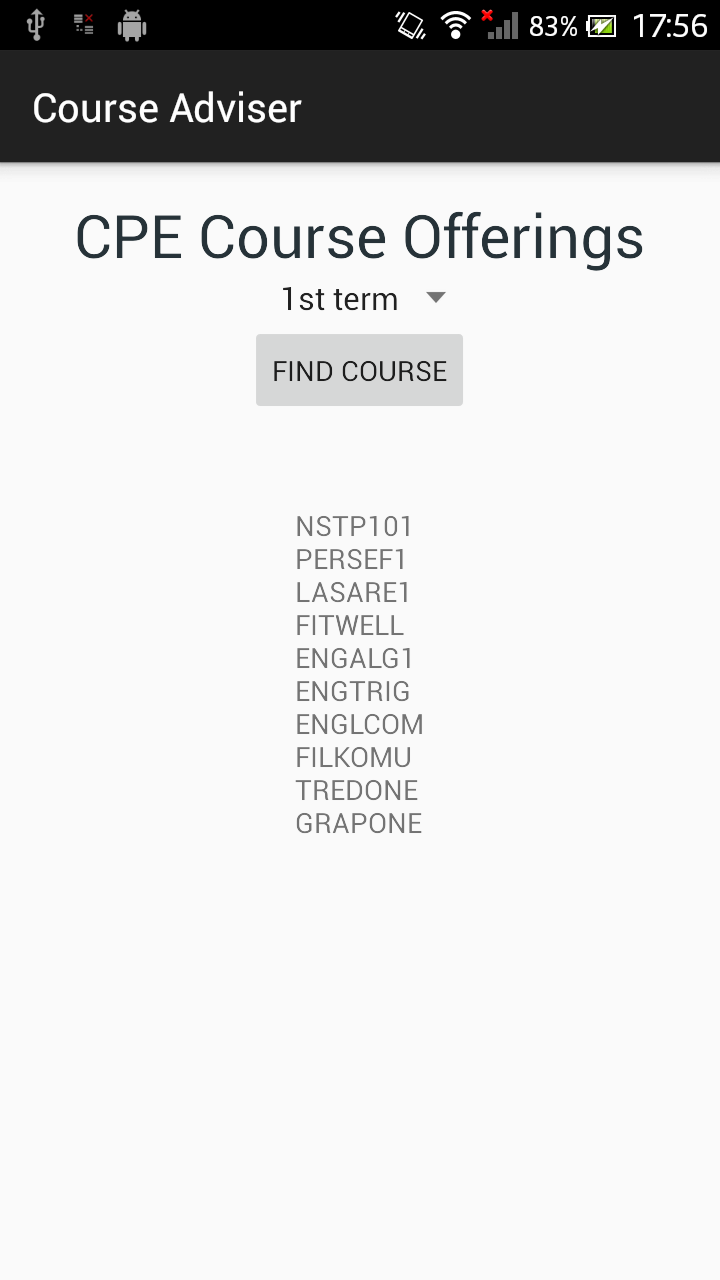 83% 17:56
Course Adviser
CPE Course Offerings
1st term
FIND COURSE
NSTP101
PERSEF1
LASARE1
FITWELL
ENGALG1
ENGTRIG
ENGLCOM
FILKOMU
TREDONE
GRAPONE